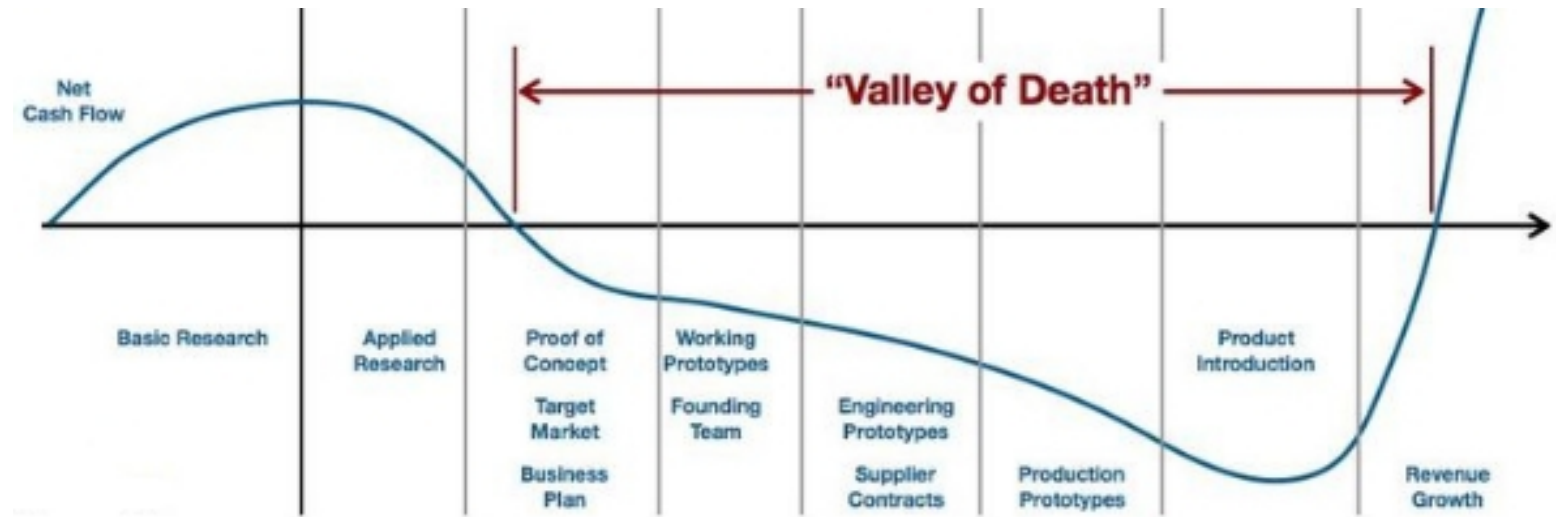 Net
Cash Flow
“Valley of Death”
Basic Research
Applied
Research
Proof of
Concept
Target
Market
Business
Plan
Working
Prototypes
Founding
Team
Engineering
Prototypes
Supplier
Contracts
Production
Prototypes
Product
Introduction
Revenue
Growth